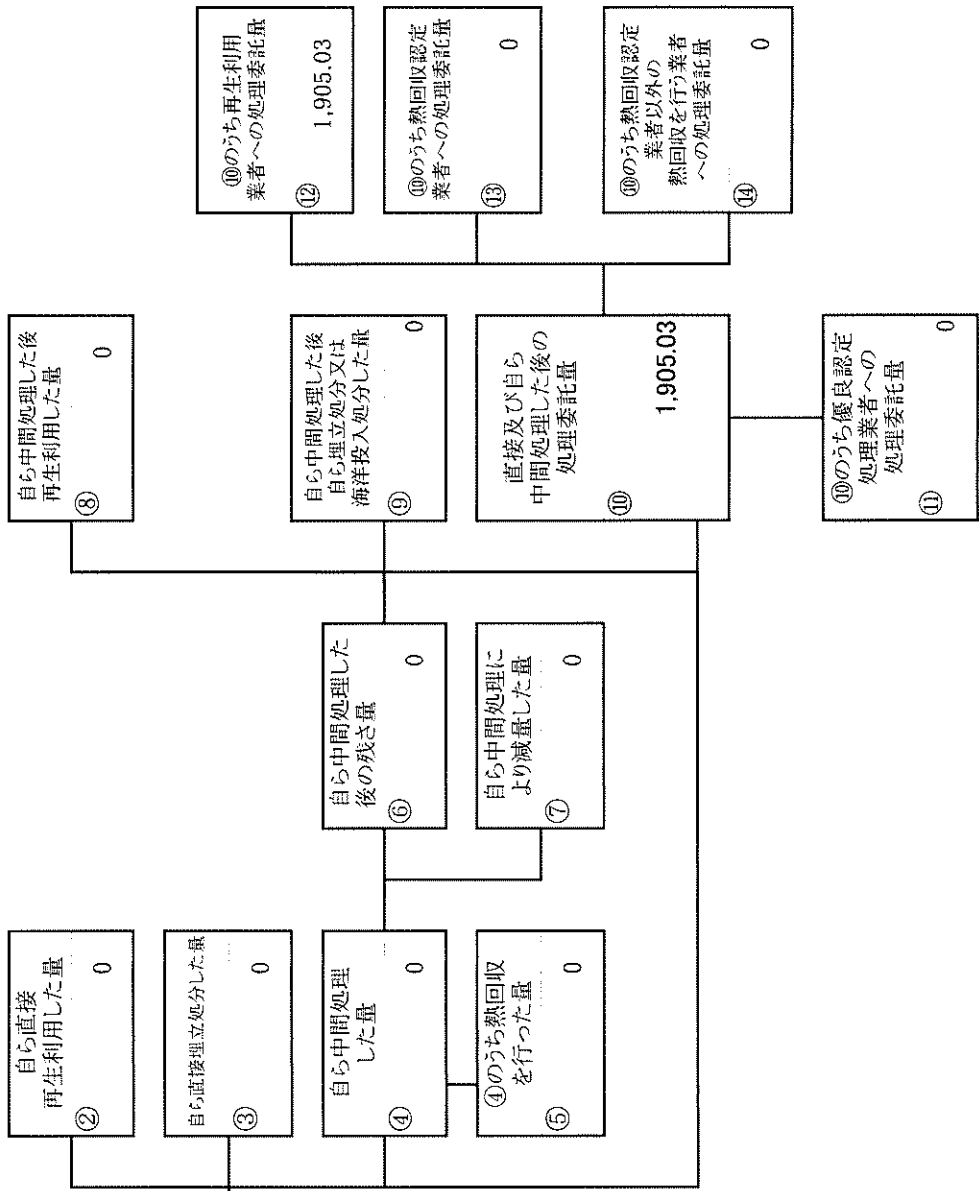 自ら直接
再生利用した量
②
0
自ら直接埋立処分した量
③
0
自ら中間処理
した量
④
0
④のうち熱回収
を行った量
⑤
0
自ら中間処理した
後の残さ量
⑥
0
自ら中間処理に
より減量した量
⑦
0
自ら中間処理した後
再生利用した量
⑧
0
自ら中間処理した後
自ら埋立処分又は
海洋投入処分した量
⑨
0
直接及び自ら
中間処理した後の
処理委託量
⑩
1,905.03
⑩のうち優良認定
処理業者への
処理委託量
⑪
0
⑩のうち再生利用
業者への処理委託量
⑫
1,905.03
⑩のうち熱回収認定
業者への処理委託量
⑬
0
⑩のうち熱回収認定
業者以外の
熱回収を行う業者
への処理委託量
⑭
0